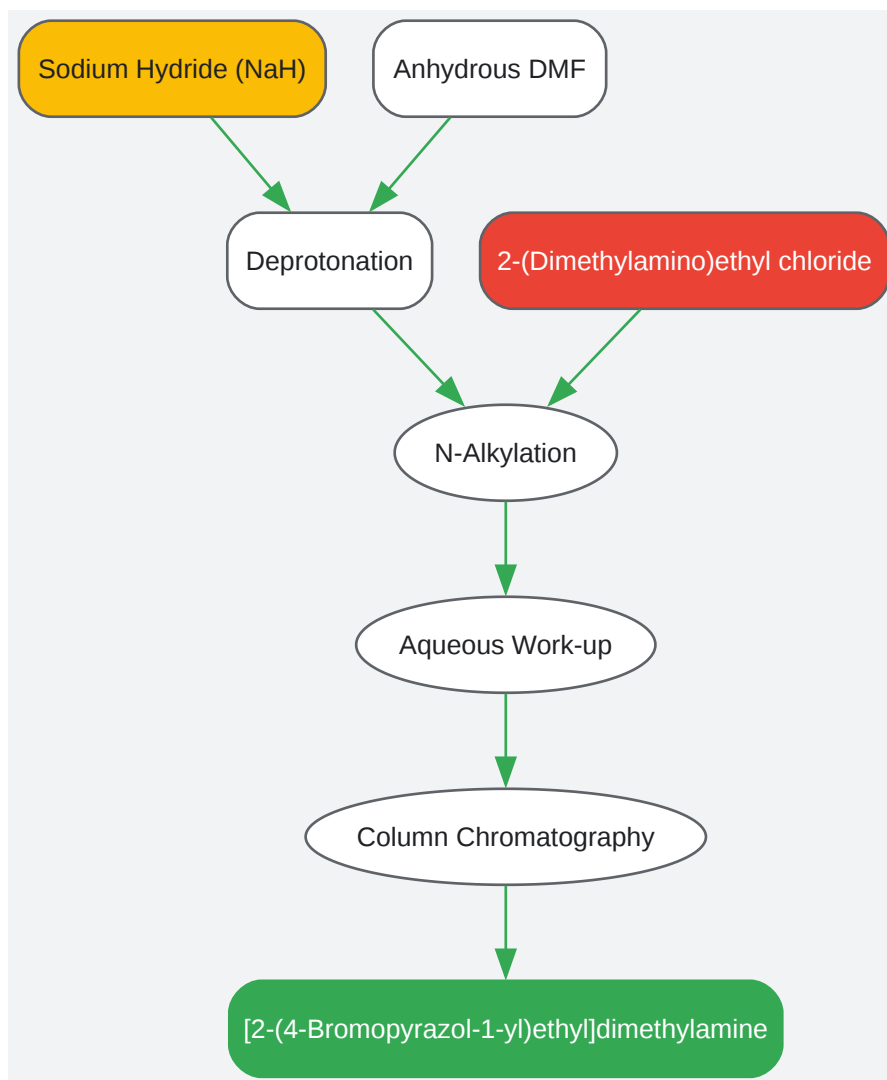 Sodium Hydride (NaH)
Anhydrous DMF
Deprotonation
2-(Dimethylamino)ethyl chloride
N-Alkylation
Aqueous Work-up
Column Chromatography
[2-(4-Bromopyrazol-1-yl)ethyl]dimethylamine